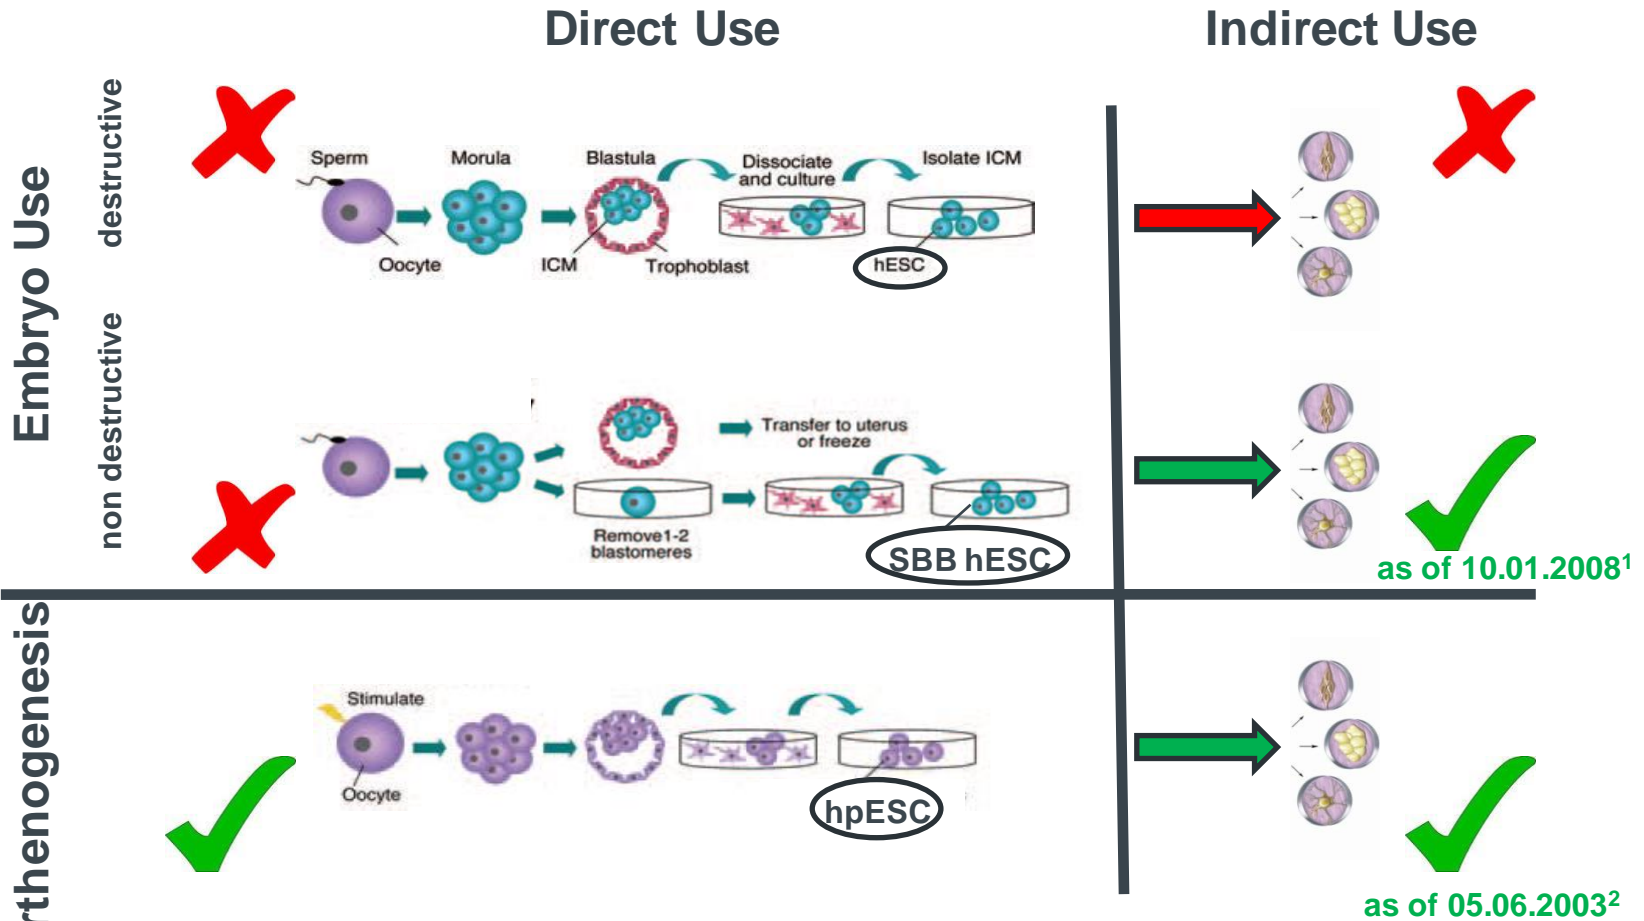 Direct Use
Indirect Use
Embryo Use
destructive
Sperm
Morula
Blastula
Dissociate
and culture
Isolate ICM
Oocyte
ICM
Trophoblast
hESC
non destructive
Transfer to uterus
or freeze
Remove1-2
blastomeres
SBB hESC
as of 10.01.2008¹
rthenogenesis
Stimulate
Oocyte
hpESC
as of 05.06.2003²